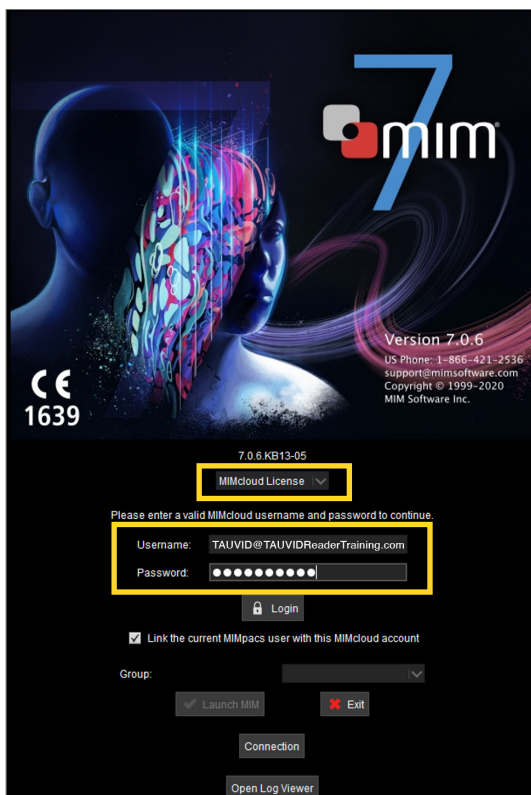 7
mim®
Version 7.0.6
US Phone: 1-866-421-2536
support@mimsoftware.com
Copyright © 1999-2020
MIM Software Inc.
CE
1639
7.0.6.KB13-05
MIMcloud License
Please enter a valid MIMcloud username and password to continue.
Username: TAUVID@TAUVIDReaderTraining.com
Password: ●●●●●●●●●●
Login
Link the current MIMpacs user with this MIMcloud account
Group:
Launch MIM Exit
Connection
Open Log Viewer